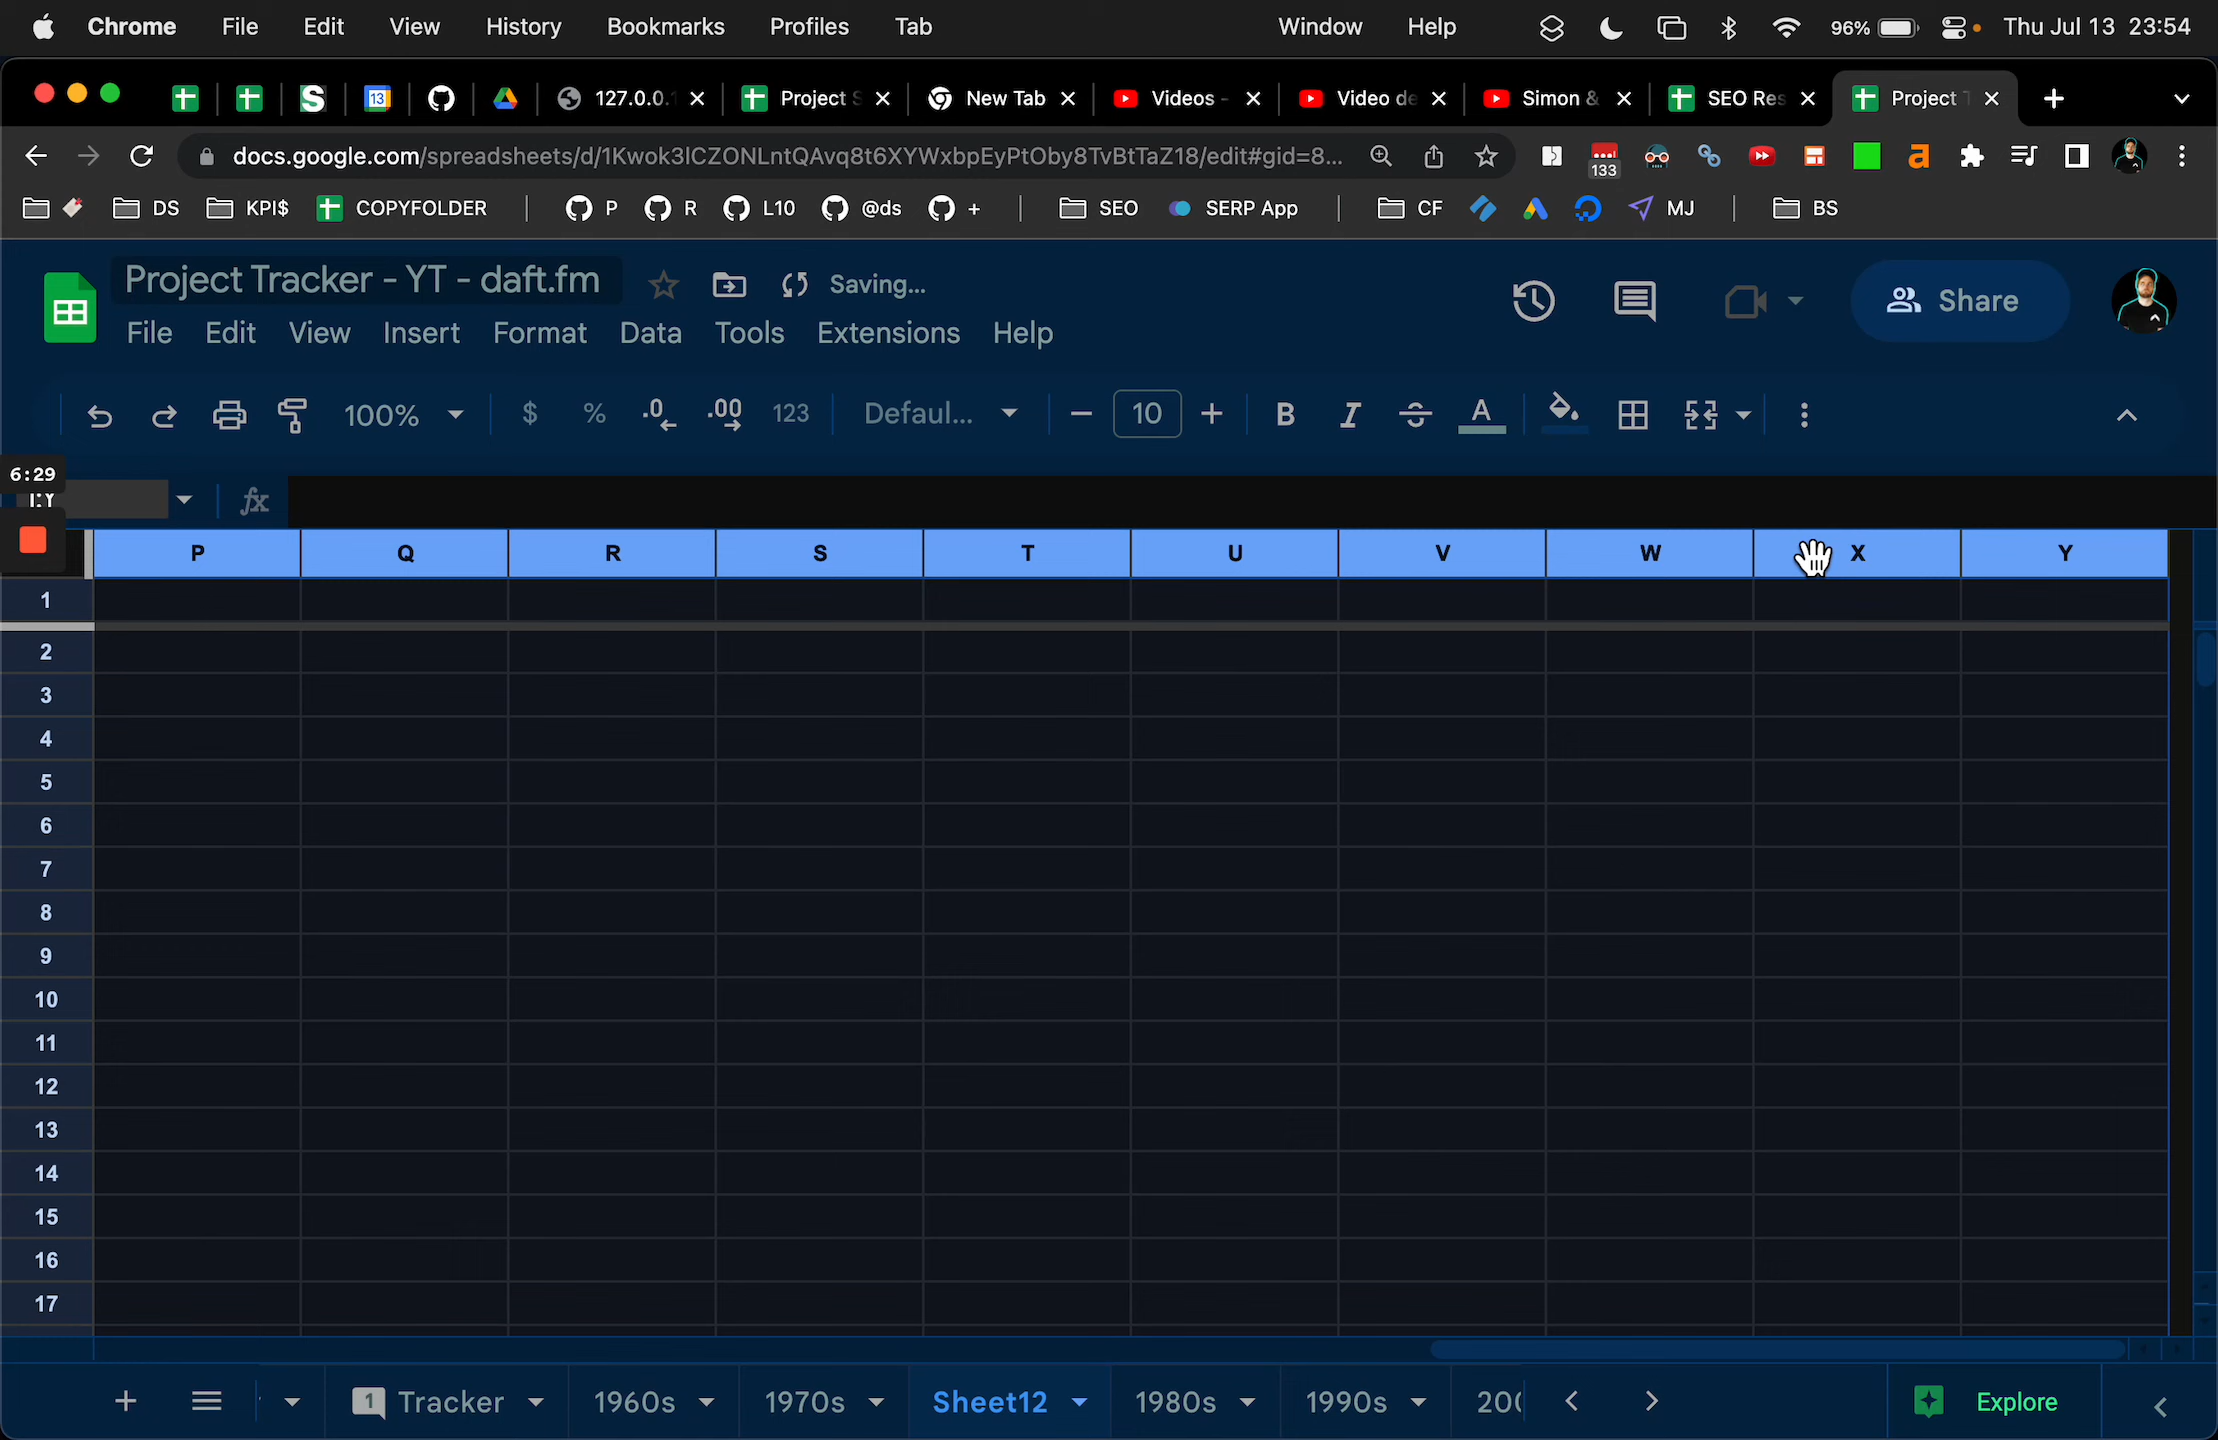 Chrome File Edit View History Bookmarks Profiles Tab Window Help 96% Thu Jul 13 23:54
13 127.0.0.1 Project S New Tab Videos - Video de Simon & SEO Res Project T
docs.google.com/spreadsheets/d/1Kwok3lCZONLntQAvq8t6XYWxbpEyPtOby8TvBtTaZ18/edit#gid=8... 133
DS KPI$ COPYFOLDER P R L10 @ds + SEO SERP App CF MJ BS
Project Tracker - YT - daft.fm Saving...
Share
File Edit View Insert Format Data Tools Extensions Help
100% $ % .0 .00 123 Defaul... 10 B I S A
6:29
I:Y fx
P Q R S T U V W X Y
1
2
3
4
5
6
7
8
9
10
11
12
13
14
15
16
17
1 Tracker 1960s 1970s Sheet12 1980s 1990s 200 Explore